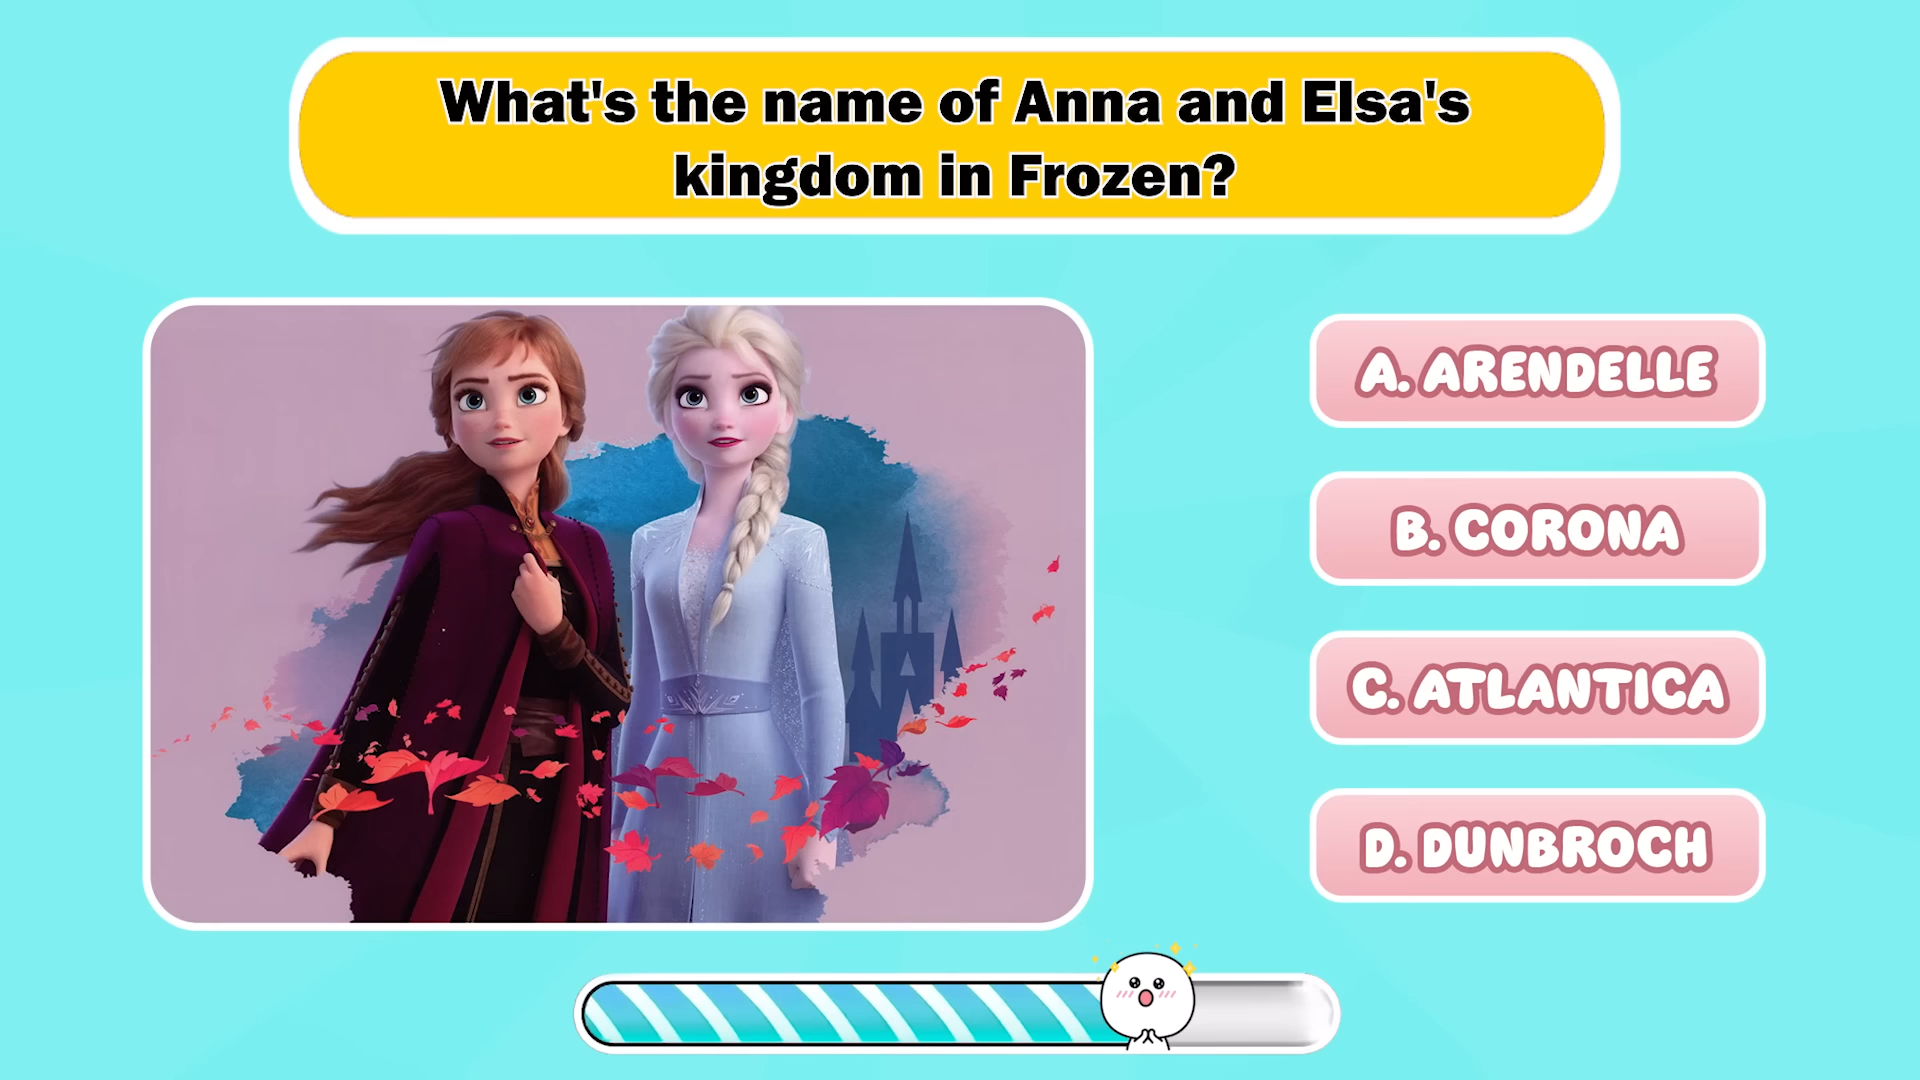 What's the name of Anna and Elsa's
kingdom in Frozen?
A. ARENDELLE
B. CORONA
C. ATLANTICA
D. DUNBROCH